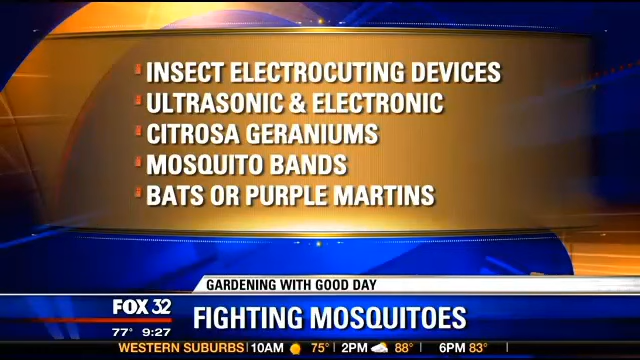 INSECT ELECTROCUTING DEVICES
ULTRASONIC & ELECTRONIC
CITROSA GERANIUMS
MOSQUITO BANDS
BATS OR PURPLE MARTINS
GARDENING WITH GOOD DAY
FOX 32
FIGHTING MOSQUITOES
77° 9:27
WESTERN SUBURBS 10AM 75° 2PM 88° 6PM 83°